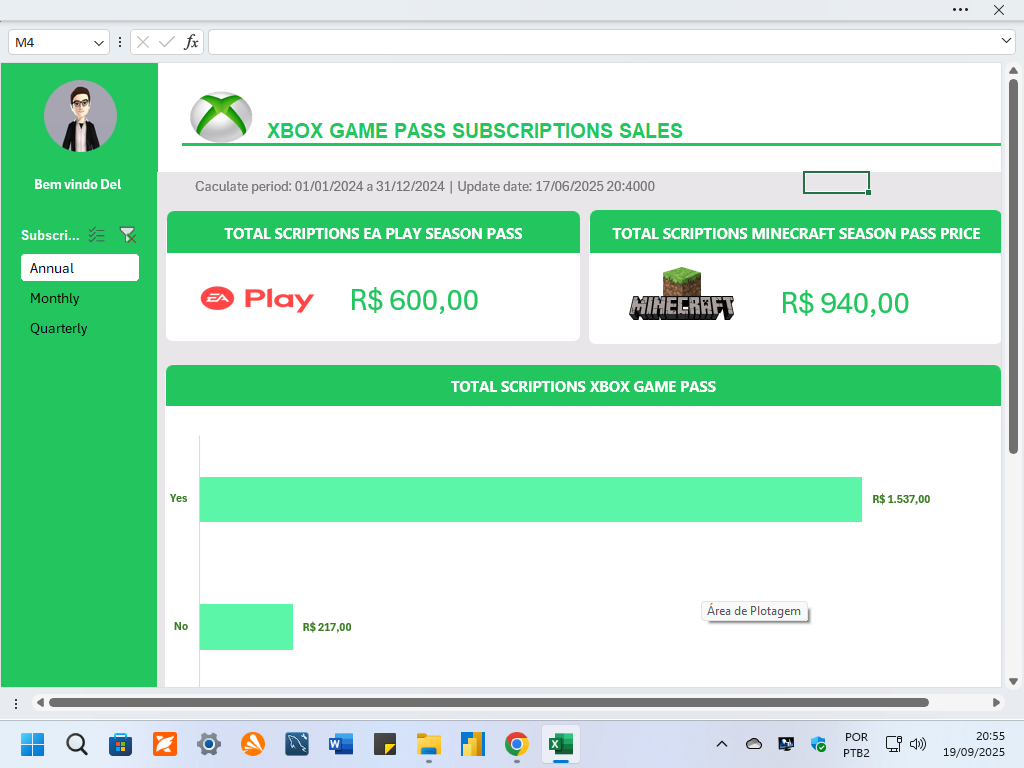 M4
fx
XBOX GAME PASS SUBSCRIPTIONS SALES
Bem vindo Del
Caculate period: 01/01/2024 a 31/12/2024 | Update date: 17/06/2025 20:4000
Subscri...
Annual
Monthly
Quarterly
TOTAL SCRIPTIONS EA PLAY SEASON PASS
EA Play
R$ 600,00
TOTAL SCRIPTIONS MINECRAFT SEASON PASS PRICE
MINECRAFT
R$ 940,00
TOTAL SCRIPTIONS XBOX GAME PASS
Yes
R$ 1.537,00
No
R$ 217,00
Área de Plotagem
POR
PTB2
20:55
19/09/2025